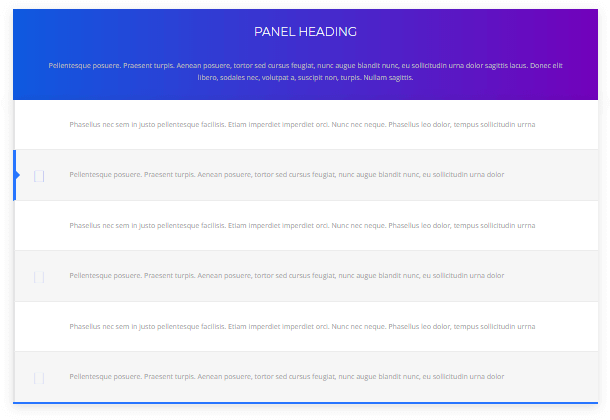 PANEL HEADING
Pellentesque posuere. Praesent turpis. Aenean posuere, tortor sed cursus feugiat, nunc augue blandit nunc, eu sollicitudin urna dolor sagittis lacus. Donec elit
libero, sodales nec, volutpat a, suscipit non, turpis. Nullam sagittis.
Phasellus nec sem in justo pellentesque facilisis. Etiam imperdiet imperdiet orci. Nunc nec neque. Phasellus leo dolor, tempus sollicitudin urrna
Pellentesque posuere. Praesent turpis. Aenean posuere, tortor sed cursus feugiat, nunc augue blandit nunc, eu sollicitudin urna dolor
Phasellus nec sem in justo pellentesque facilisis. Etiam imperdiet imperdiet orci. Nunc nec neque. Phasellus leo dolor, tempus sollicitudin urrna
Pellentesque posuere. Praesent turpis. Aenean posuere, tortor sed cursus feugiat, nunc augue blandit nunc, eu sollicitudin urna dolor
Phasellus nec sem in justo pellentesque facilisis. Etiam imperdiet imperdiet orci. Nunc nec neque. Phasellus leo dolor, tempus sollicitudin urrna
Pellentesque posuere. Praesent turpis. Aenean posuere, tortor sed cursus feugiat, nunc augue blandit nunc, eu sollicitudin urna dolor